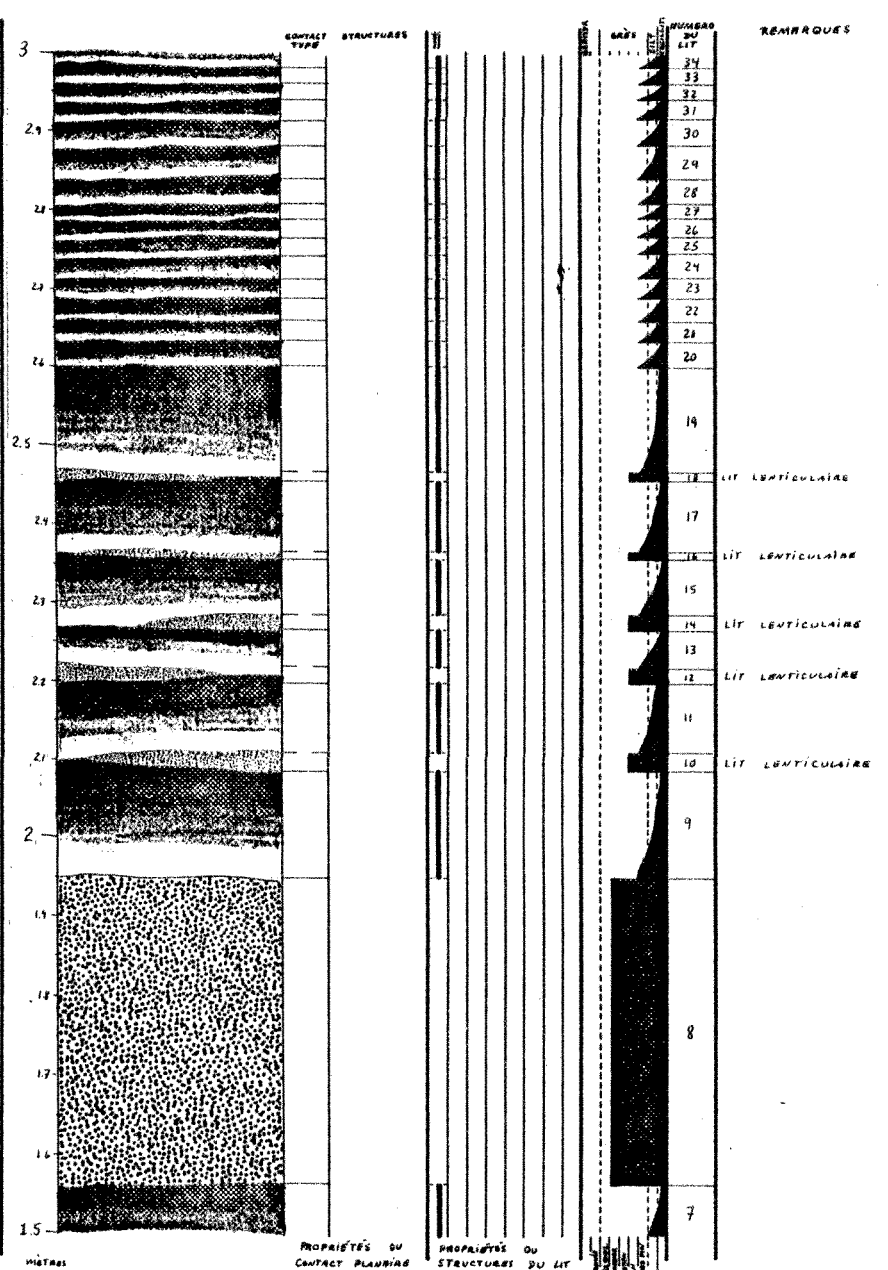 CONTACT TYPE
STRUCTURES
GRÈS
SILT
NUMERO DU LIT
REMARQUES
3
2.9
2.8
2.7
2.6
2.5
2.4
2.3
2.2
2.1
2
1.9
1.8
1.7
1.6
1.5
MÈTRES
34
33
32
31
30
29
28
27
26
25
24
23
22
21
20
19
18 LIT LENTICULAIRE
17
16 LIT LENTICULAIRE
15
14 LIT LENTICULAIRE
13
12 LIT LENTICULAIRE
11
10 LIT LENTICULAIRE
9
8
7
PROPRIÉTÉS DU
CONTACT PLANAIRE
PROPRIÉTÉS OU
STRUCTURES DU LIT